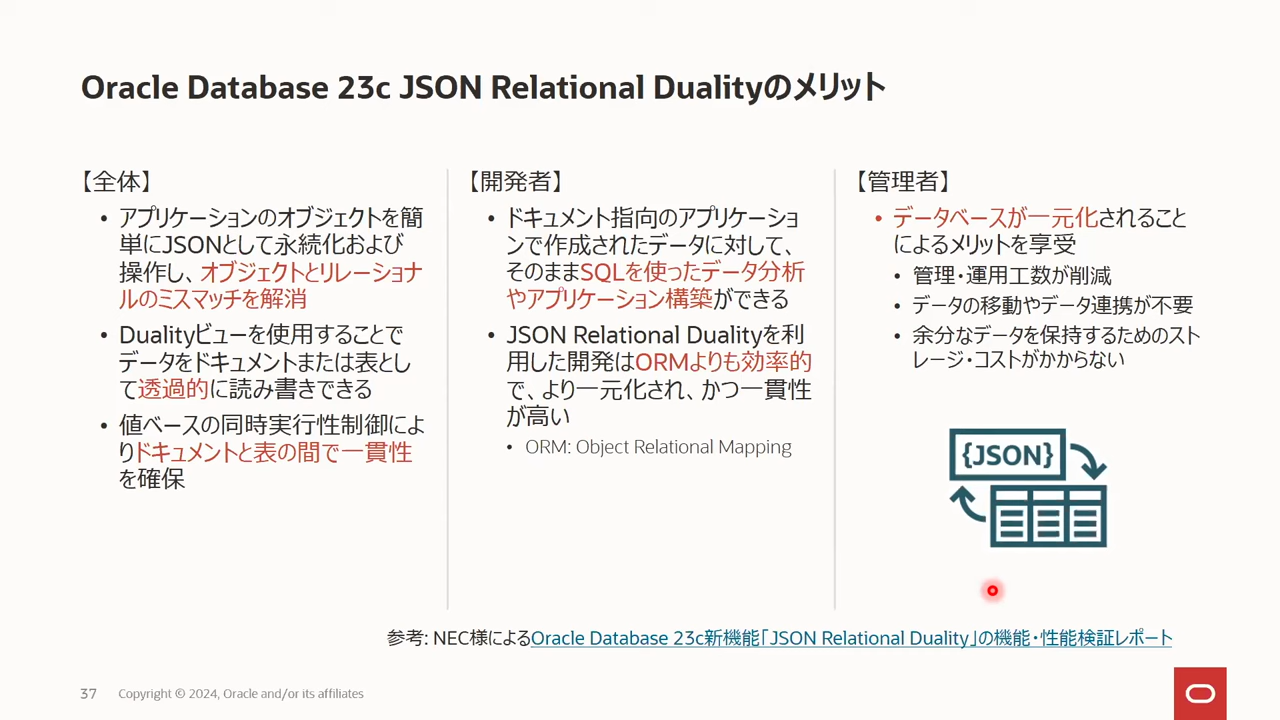 Oracle Database 23c JSON Relational Dualityのメリット
【全体】
• アプリケーションのオブジェクトを簡
単にJSONとして永続化および
操作し、オブジェクトとリレーショナ
ルのミスマッチを解消
• Dualityビューを使用することで
データをドキュメントまたは表とし
て透過的に読み書きできる
• 値ベースの同時実行性制御によ
りドキュメントと表の間で一貫性
を確保
【開発者】
• ドキュメント指向のアプリケーショ
ンで作成されたデータに対して、
そのままSQLを使ったデータ分析
やアプリケーション構築ができる
• JSON Relational Dualityを利
用した開発はORMよりも効率的
で、より一元化され、かつ一貫性
が高い
• ORM: Object Relational Mapping
【管理者】
• データベースが一元化されること
によるメリットを享受
• 管理・運用工数が削減
• データの移動やデータ連携が不要
• 余分なデータを保持するためのスト
レージ・コストがかからない
{JSON}
参考: NEC様によるOracle Database 23c新機能「JSON Relational Duality」の機能・性能検証レポート
37 Copyright © 2024, Oracle and/or its affiliates